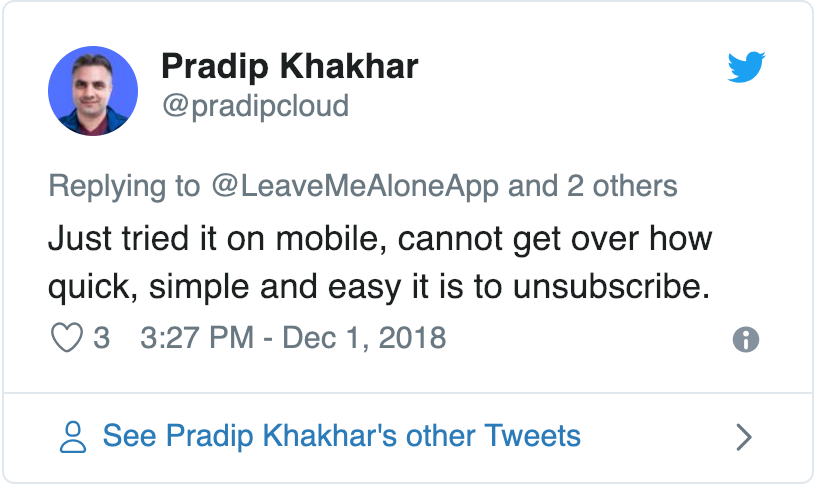 Pradip Khakhar
@pradipcloud
Replying to @LeaveMeAloneApp and 2 others
Just tried it on mobile, cannot get over how
quick, simple and easy it is to unsubscribe.
3 3:27 PM - Dec 1, 2018
See Pradip Khakhar's other Tweets